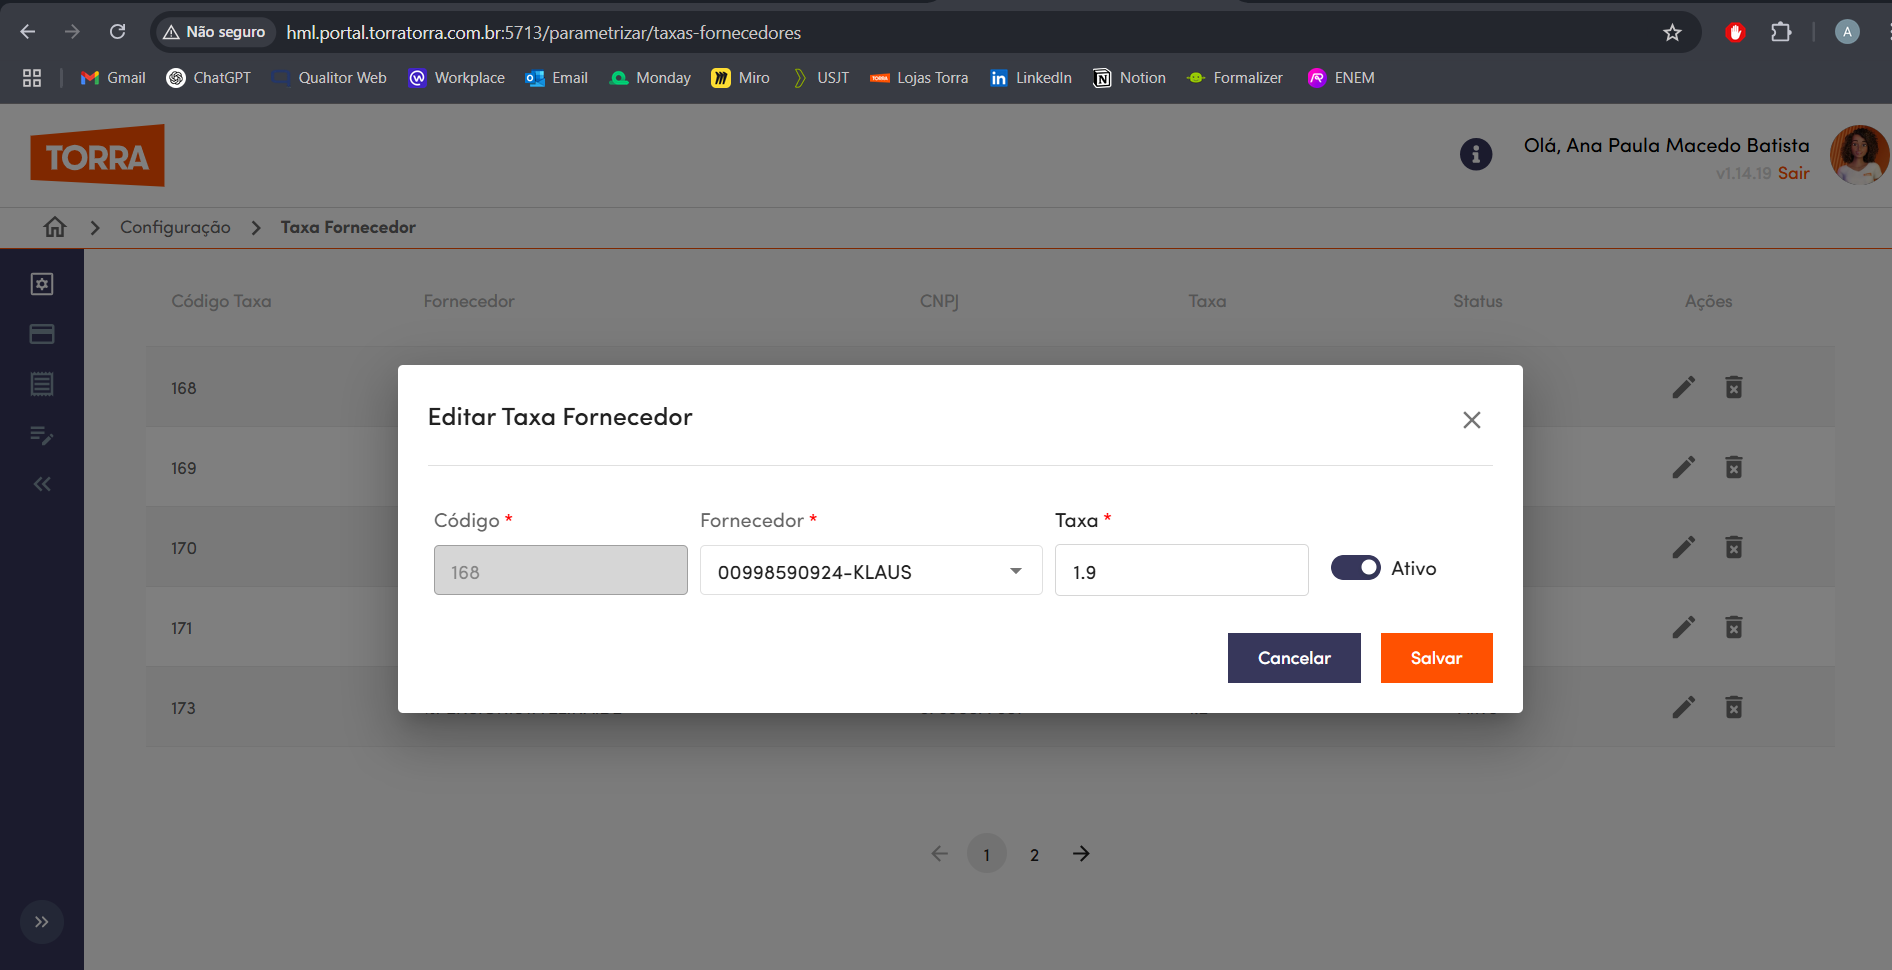 Não seguro
hml.portal.torratorra.com.br:5713/parametrizar/taxas-fornecedores
A
Gmail ChatGPT Qualitor Web Workplace Email Monday Miro USJT Lojas Torra LinkedIn Notion Formalizer ENEM
TORRA
Olá, Ana Paula Macedo Batista
v1.14.19 Sair
Configuração Taxa Fornecedor
Código Taxa Fornecedor CNPJ Taxa Status Ações
168
169
170
171
173
Editar Taxa Fornecedor
Código * Fornecedor * Taxa *
168 00998590924-KLAUS 1.9 Ativo
Cancelar Salvar
1 2